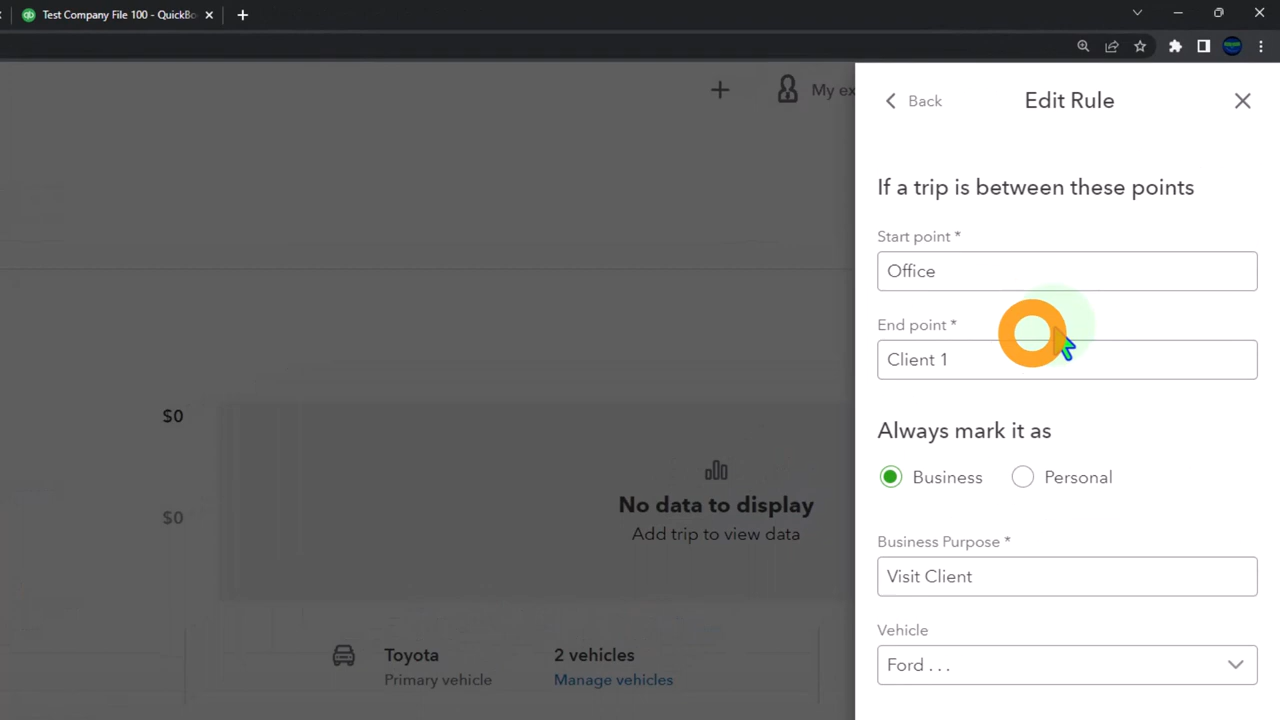 Test Company File 100 - QuickBo
My ex
Back
Edit Rule
If a trip is between these points
Start point *
Office
End point *
Client 1
Always mark it as
Business
Personal
$0
No data to display
Add trip to view data
$0
Business Purpose *
Visit Client
Vehicle
Ford . . .
Toyota
Primary vehicle
2 vehicles
Manage vehicles